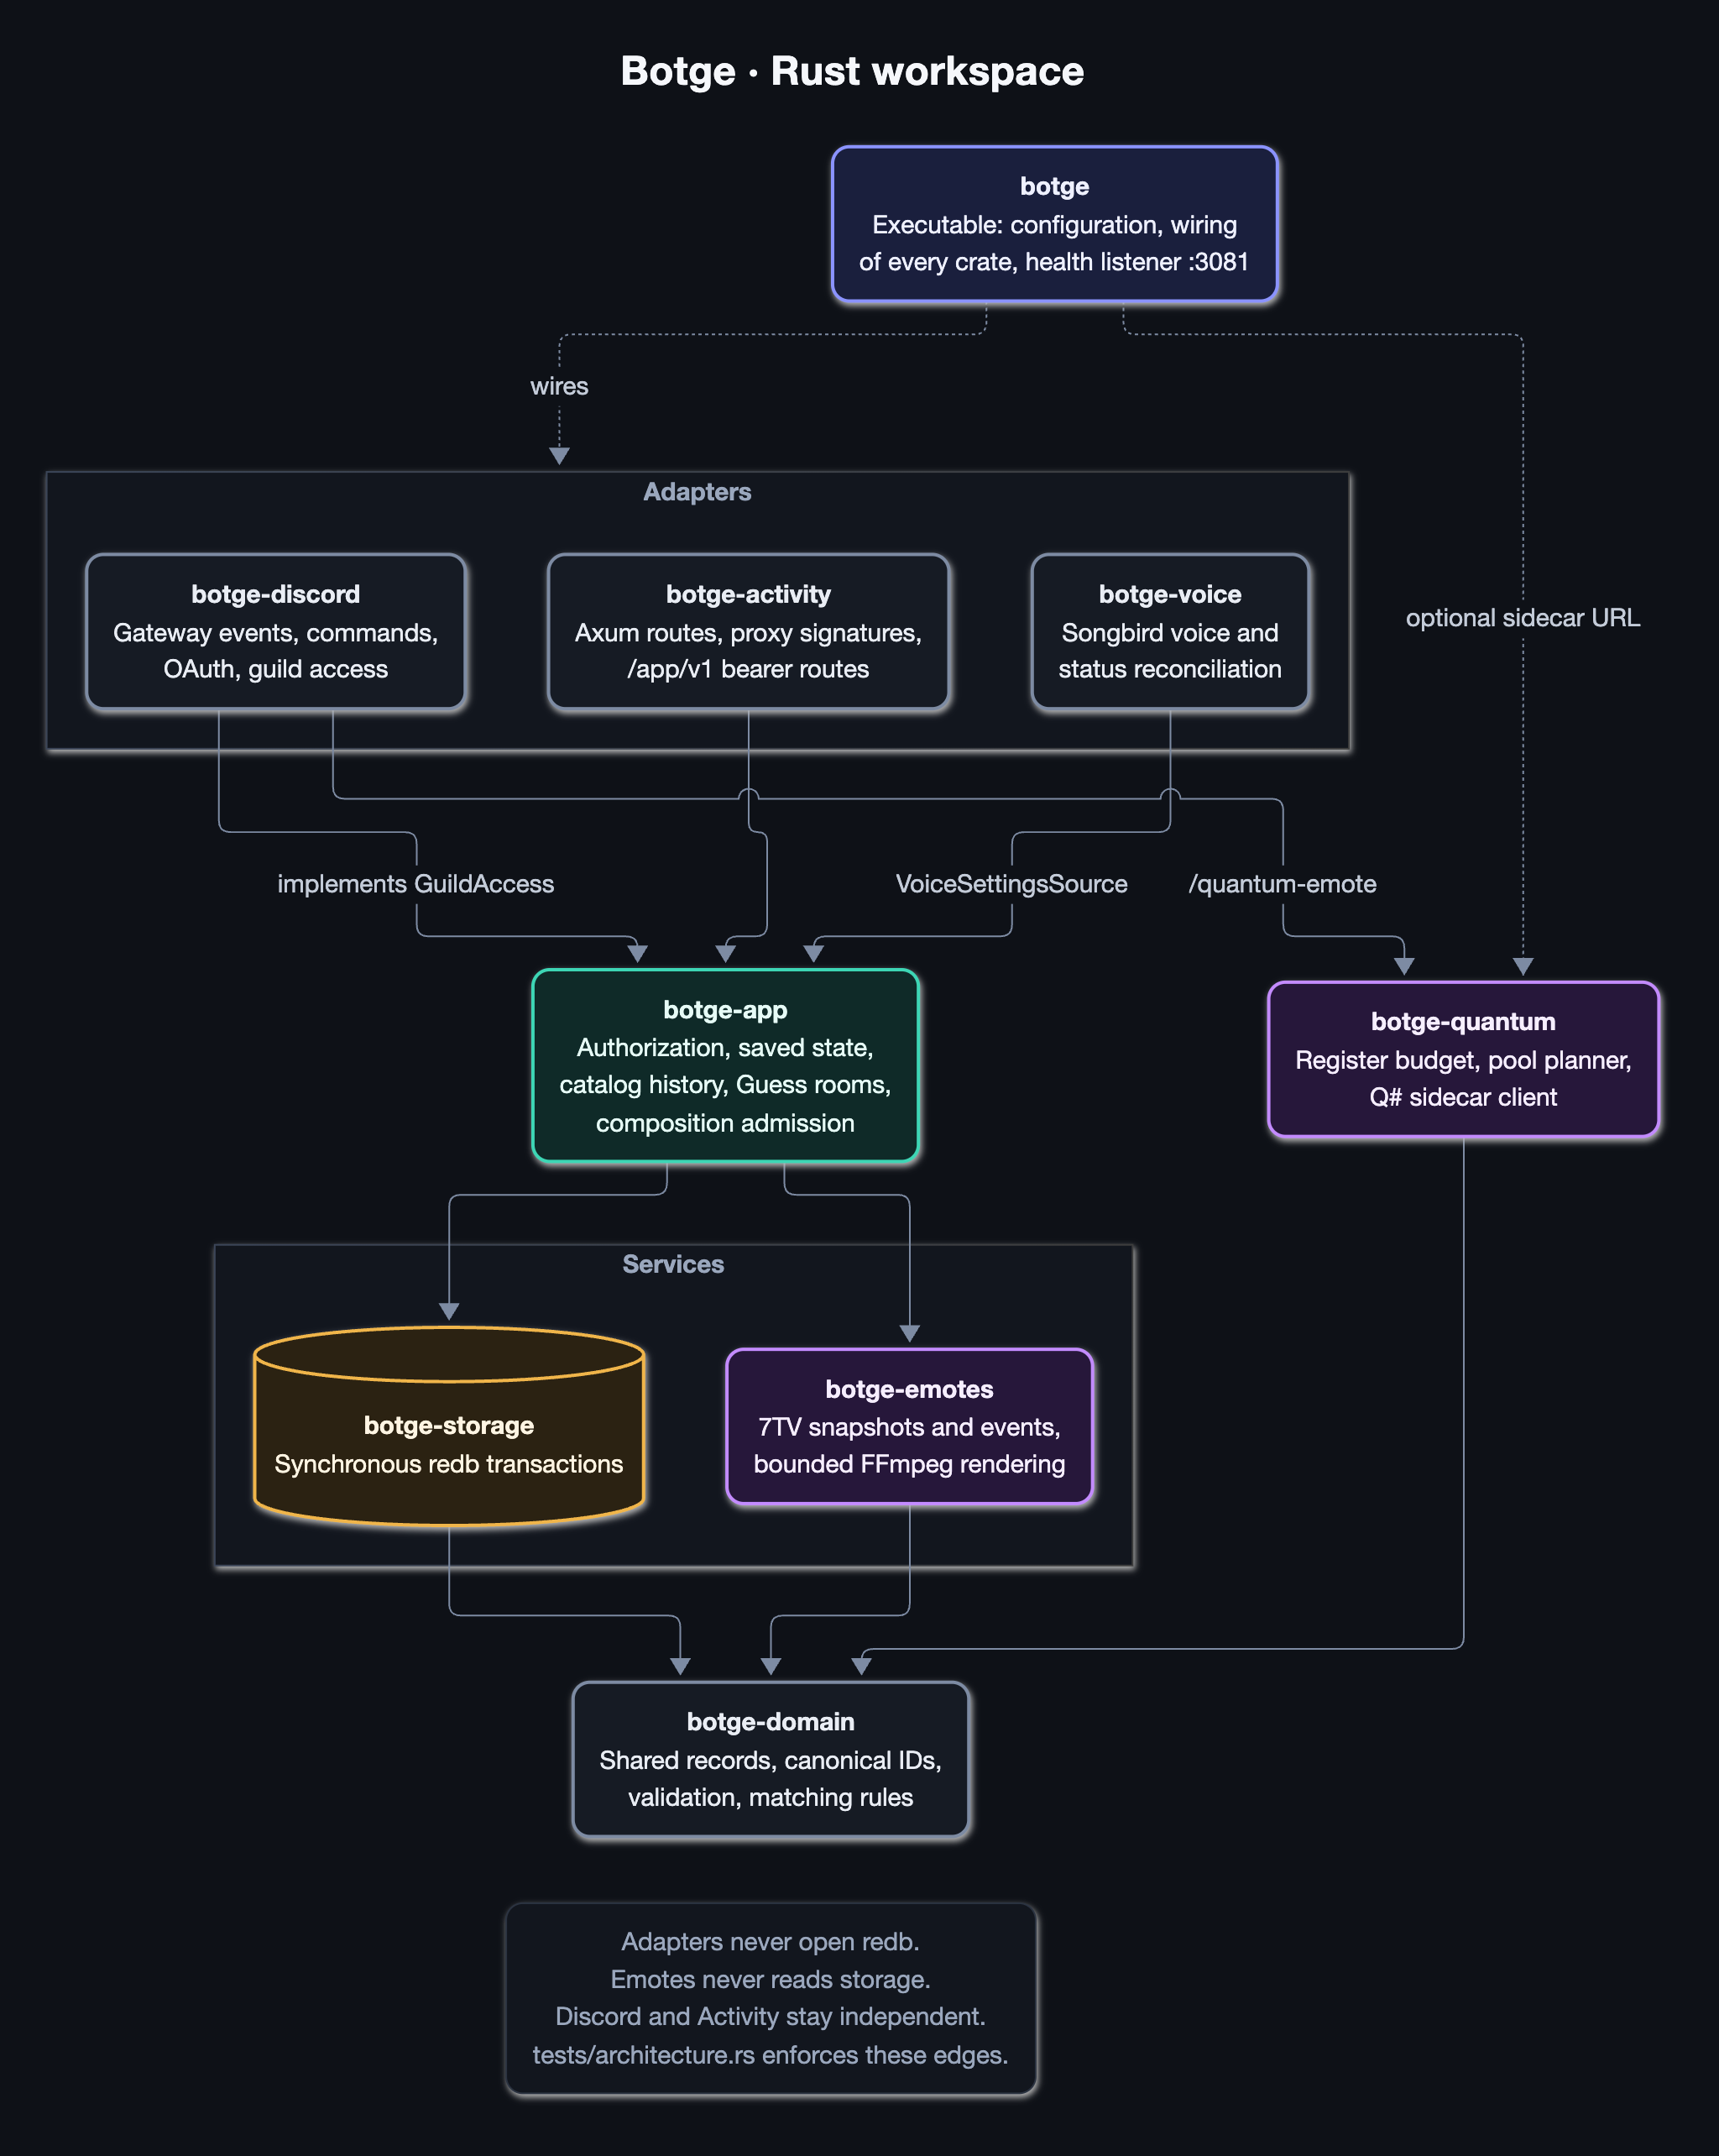 Botge · Rust workspace
botge
Executable: configuration, wiring
of every crate, health listener :3081
wires
Adapters
botge-discord
Gateway events, commands,
OAuth, guild access
botge-activity
Axum routes, proxy signatures,
/app/v1 bearer routes
botge-voice
Songbird voice and
status reconciliation
optional sidecar URL
implements GuildAccess
VoiceSettingsSource
/quantum-emote
botge-app
Authorization, saved state,
catalog history, Guess rooms,
composition admission
botge-quantum
Register budget, pool planner,
Q# sidecar client
Services
botge-storage
Synchronous redb transactions
botge-emotes
7TV snapshots and events,
bounded FFmpeg rendering
botge-domain
Shared records, canonical IDs,
validation, matching rules
Adapters never open redb.
Emotes never reads storage.
Discord and Activity stay independent.
tests/architecture.rs enforces these edges.